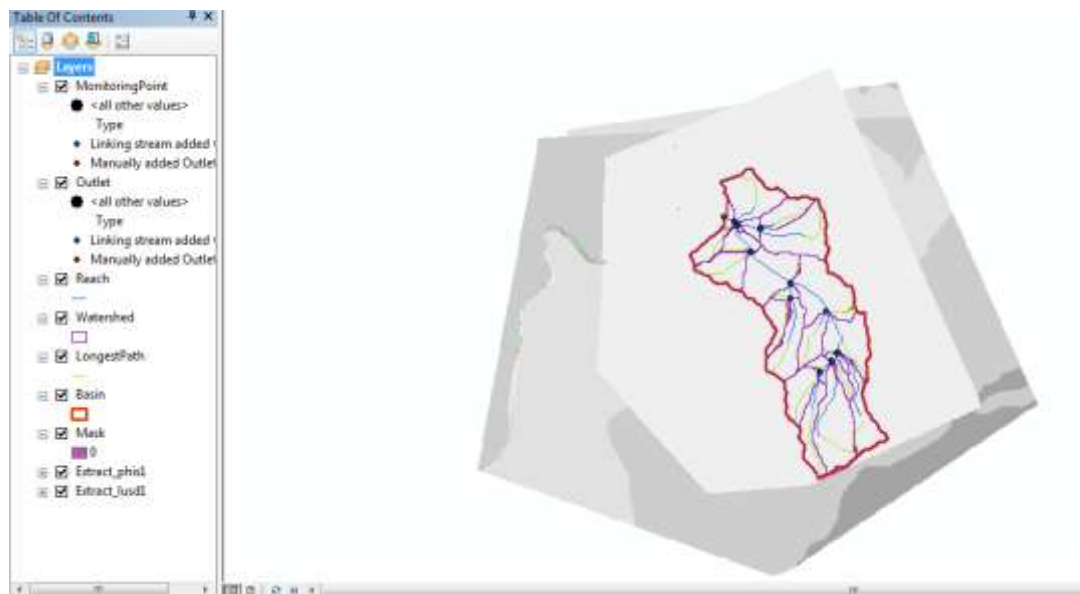 Table Of Contents
Layers
MonitoringPoint
<all other values>
Type
Linking stream added
Manually added Outlet
Outlet
<all other values>
Type
Linking stream added
Manually added Outlet
Reach
Watershed
LongestPath
Basin
Mask
0
Extract_phis1
Extract_lusd1